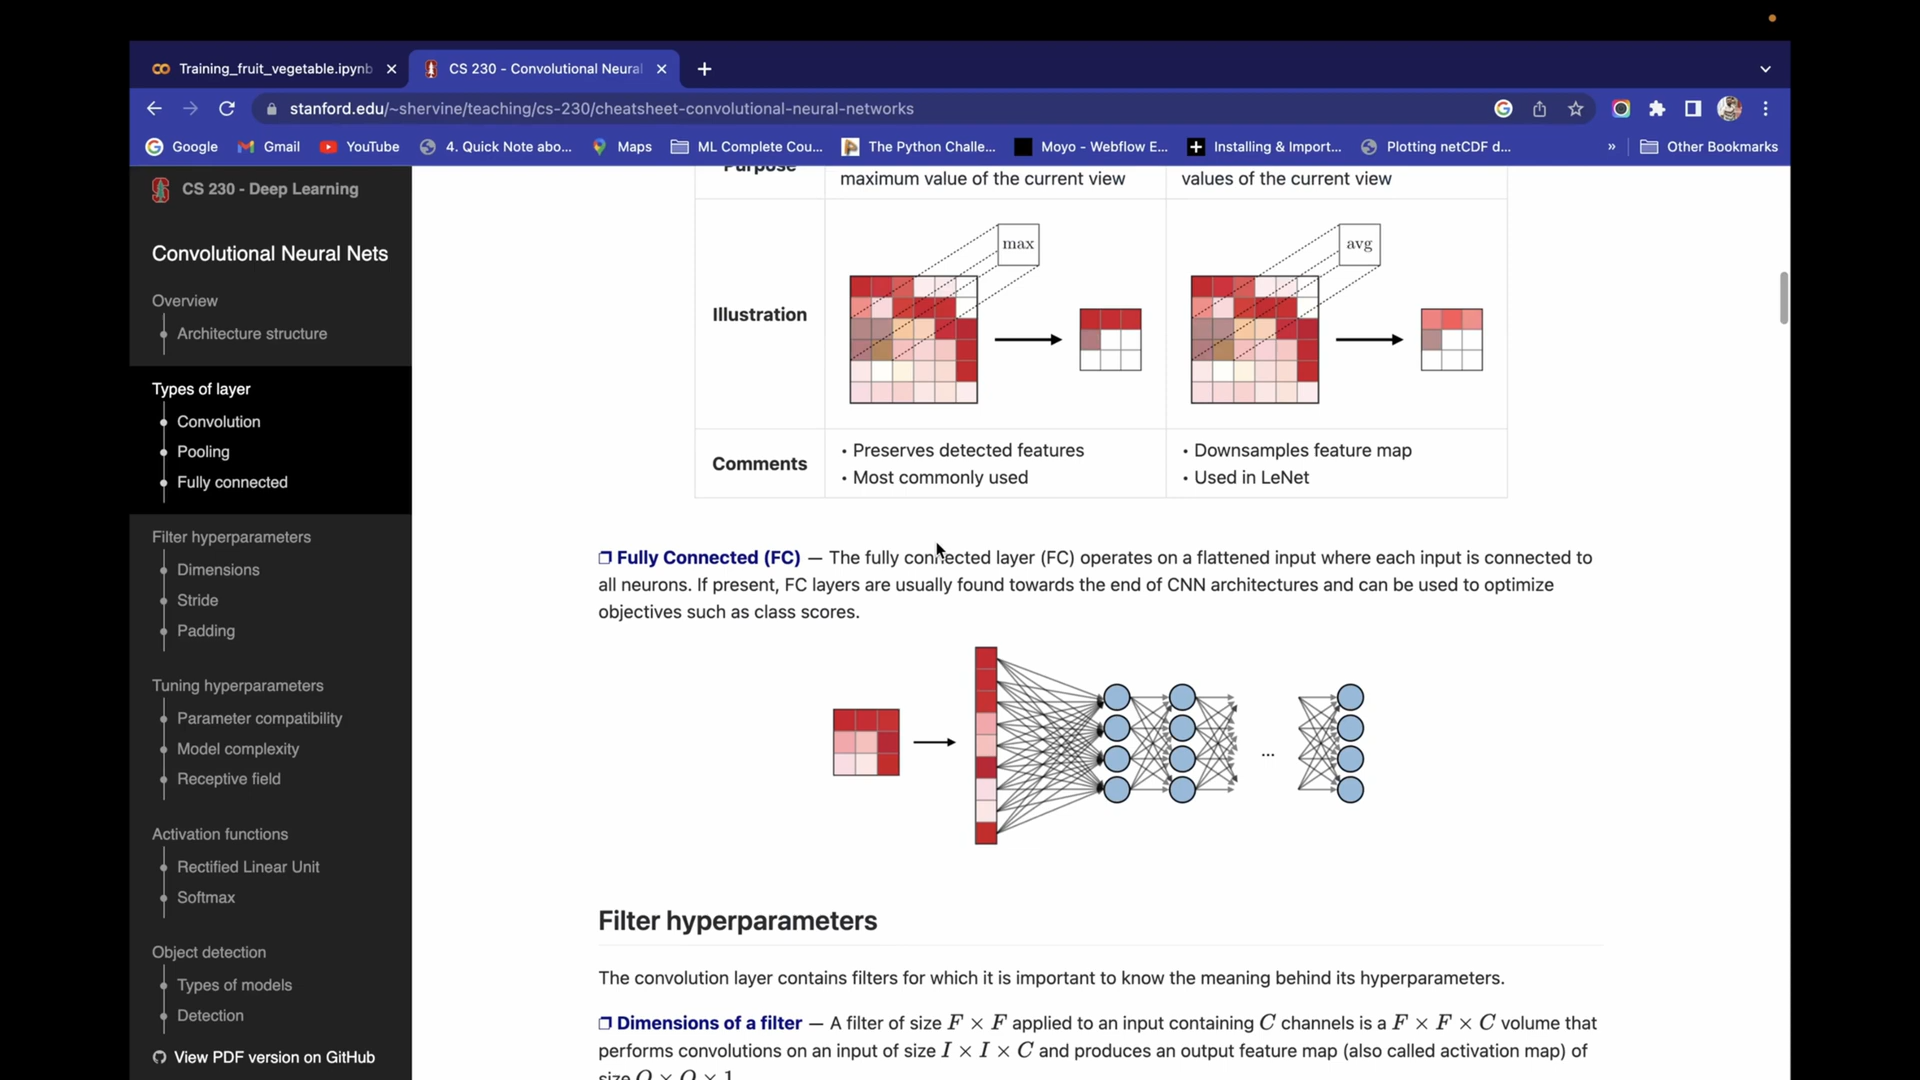 Training_fruit_vegetable.ipynb
CS 230 - Convolutional Neural
stanford.edu/~shervine/teaching/cs-230/cheatsheet-convolutional-neural-networks
Google
Gmail
YouTube
4. Quick Note abo...
Maps
ML Complete Cou...
The Python Challe...
Moyo - Webflow E...
Installing & Import...
Plotting netCDF d...
»
Other Bookmarks
CS 230 - Deep Learning
Convolutional Neural Nets
Overview
Architecture structure
Types of layer
Convolution
Pooling
Fully connected
Filter hyperparameters
Dimensions
Stride
Padding
Tuning hyperparameters
Parameter compatibility
Model complexity
Receptive field
Activation functions
Rectified Linear Unit
Softmax
Object detection
Types of models
Detection
View PDF version on GitHub
Purpose
maximum value of the current view
values of the current view
Illustration
max
avg
Comments
• Preserves detected features
• Most commonly used
• Downsamples feature map
• Used in LeNet
Fully Connected (FC) — The fully connected layer (FC) operates on a flattened input where each input is connected to
all neurons. If present, FC layers are usually found towards the end of CNN architectures and can be used to optimize
objectives such as class scores.
...
Filter hyperparameters
The convolution layer contains filters for which it is important to know the meaning behind its hyperparameters.
Dimensions of a filter — A filter of size F × F applied to an input containing C channels is a F × F × C volume that
performs convolutions on an input of size I × I × C and produces an output feature map (also called activation map) of
size O × O × 1.